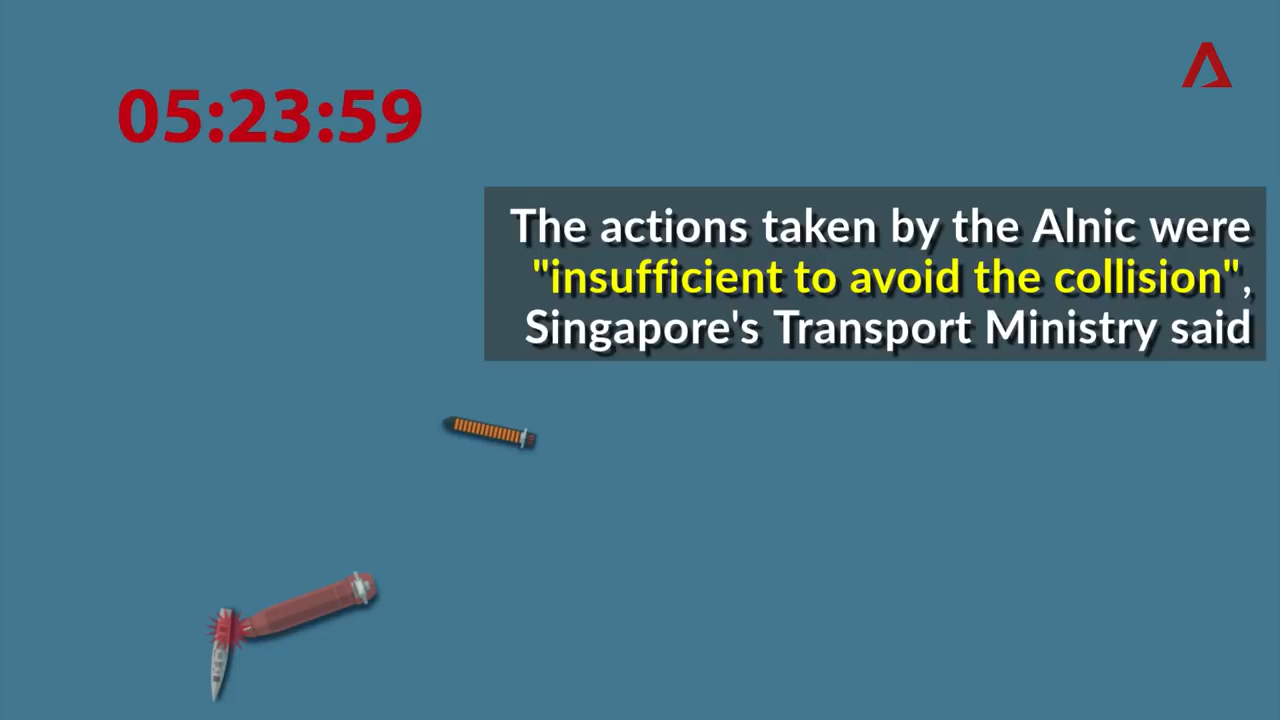 05:23:59
The actions taken by the Alnic were
"insufficient to avoid the collision",
Singapore's Transport Ministry said